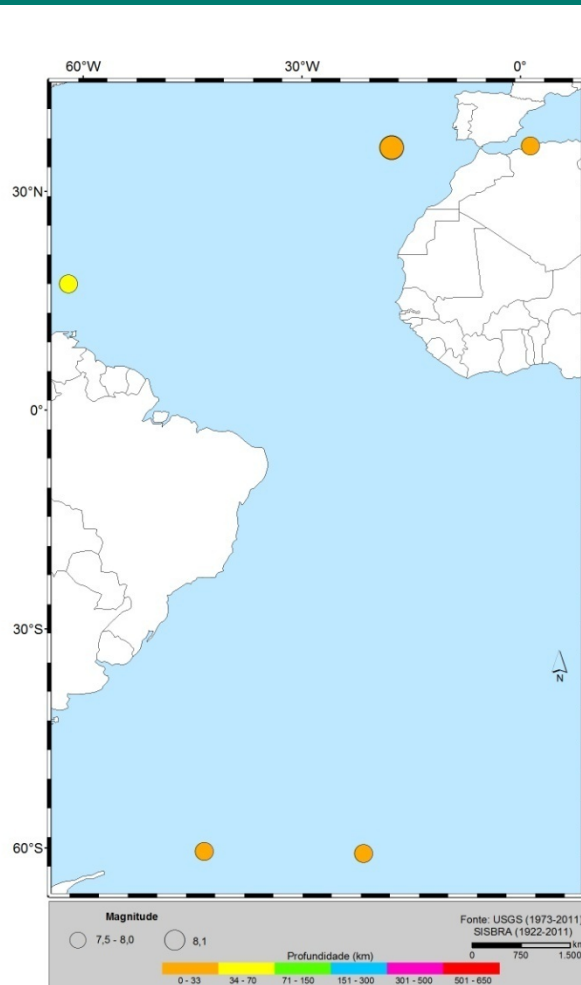 60°W 30°W 0°
30°N
0°
30°S
N
60°S
Magnitude
7,5 - 8,0 8,1
Fonte: USGS (1973-2011)
SISBRA (1922-2011)
km
0 750 1.500
Profundidade (km)
0 - 33 34 - 70 71 - 150 151 - 300 301 - 500 501 - 650